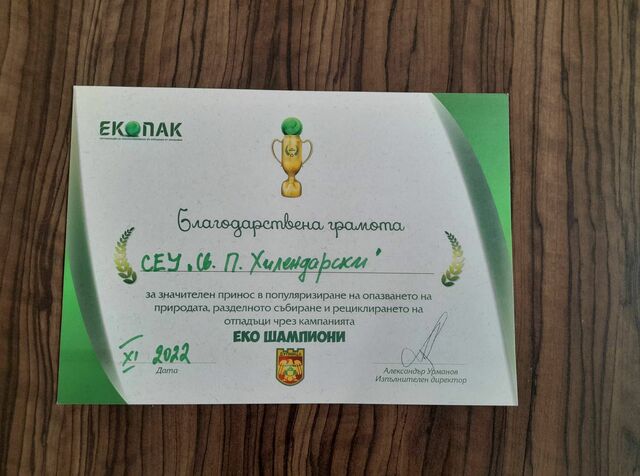 ЕКОПАК
Благодарствена грамота
СЕУ „Св. П. Хилендарски"
за значителен принос в популяризиране на опазването на
природата, разделното събиране и рециклирането на
отпадъци чрез кампанията
ЕКО ШАМПИОНИ
XI 2022
Дата
Александър Урманов
Изпълнителен директор